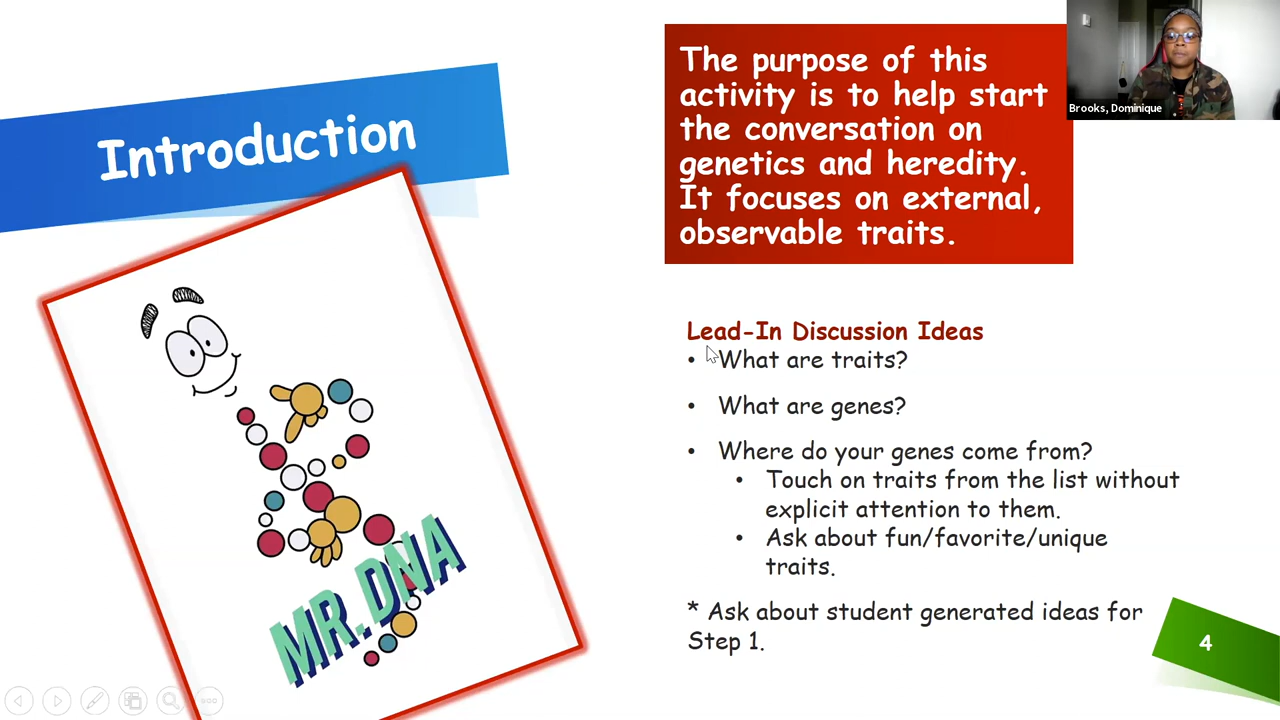 Introduction
The purpose of this
activity is to help start
the conversation on
genetics and heredity.
It focuses on external,
observable traits.
Brooks, Dominique
Lead-In Discussion Ideas
• What are traits?
• What are genes?
• Where do your genes come from?
• Touch on traits from the list without
explicit attention to them.
• Ask about fun/favorite/unique
traits.
* Ask about student generated ideas for
Step 1.
MR. DNA
4